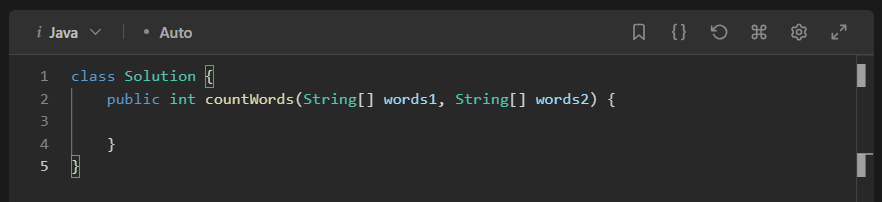 i Java • Auto
1 class Solution {
2     public int countWords(String[] words1, String[] words2) {
3
4     }
5 }